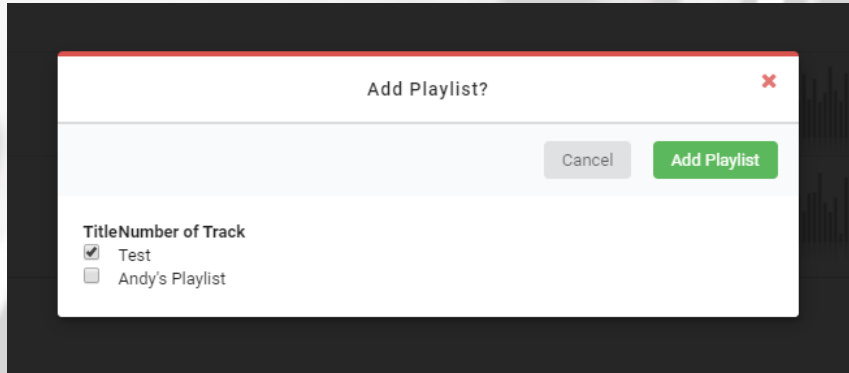 Add Playlist?
Cancel Add Playlist
TitleNumber of Track
Test
Andy's Playlist